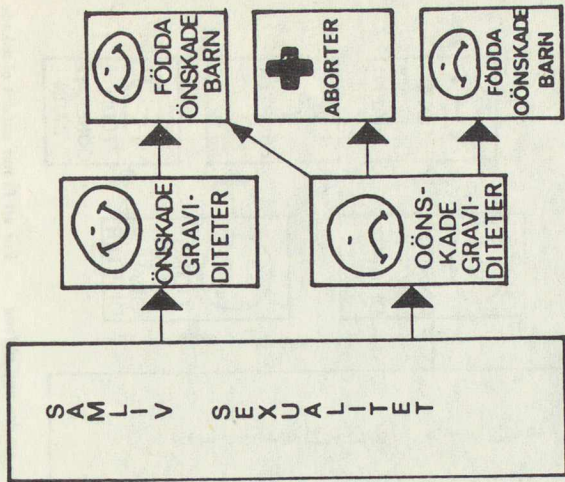 SAMLIV
SEXUALITET
ÖNSKADE
GRAVI-
DITETER
OÖNS-
KADE
GRAVI-
DITETER
FÖDDA
ÖNSKADE
BARN
ABORTER
FÖDDA
OÖNSKADE
BARN